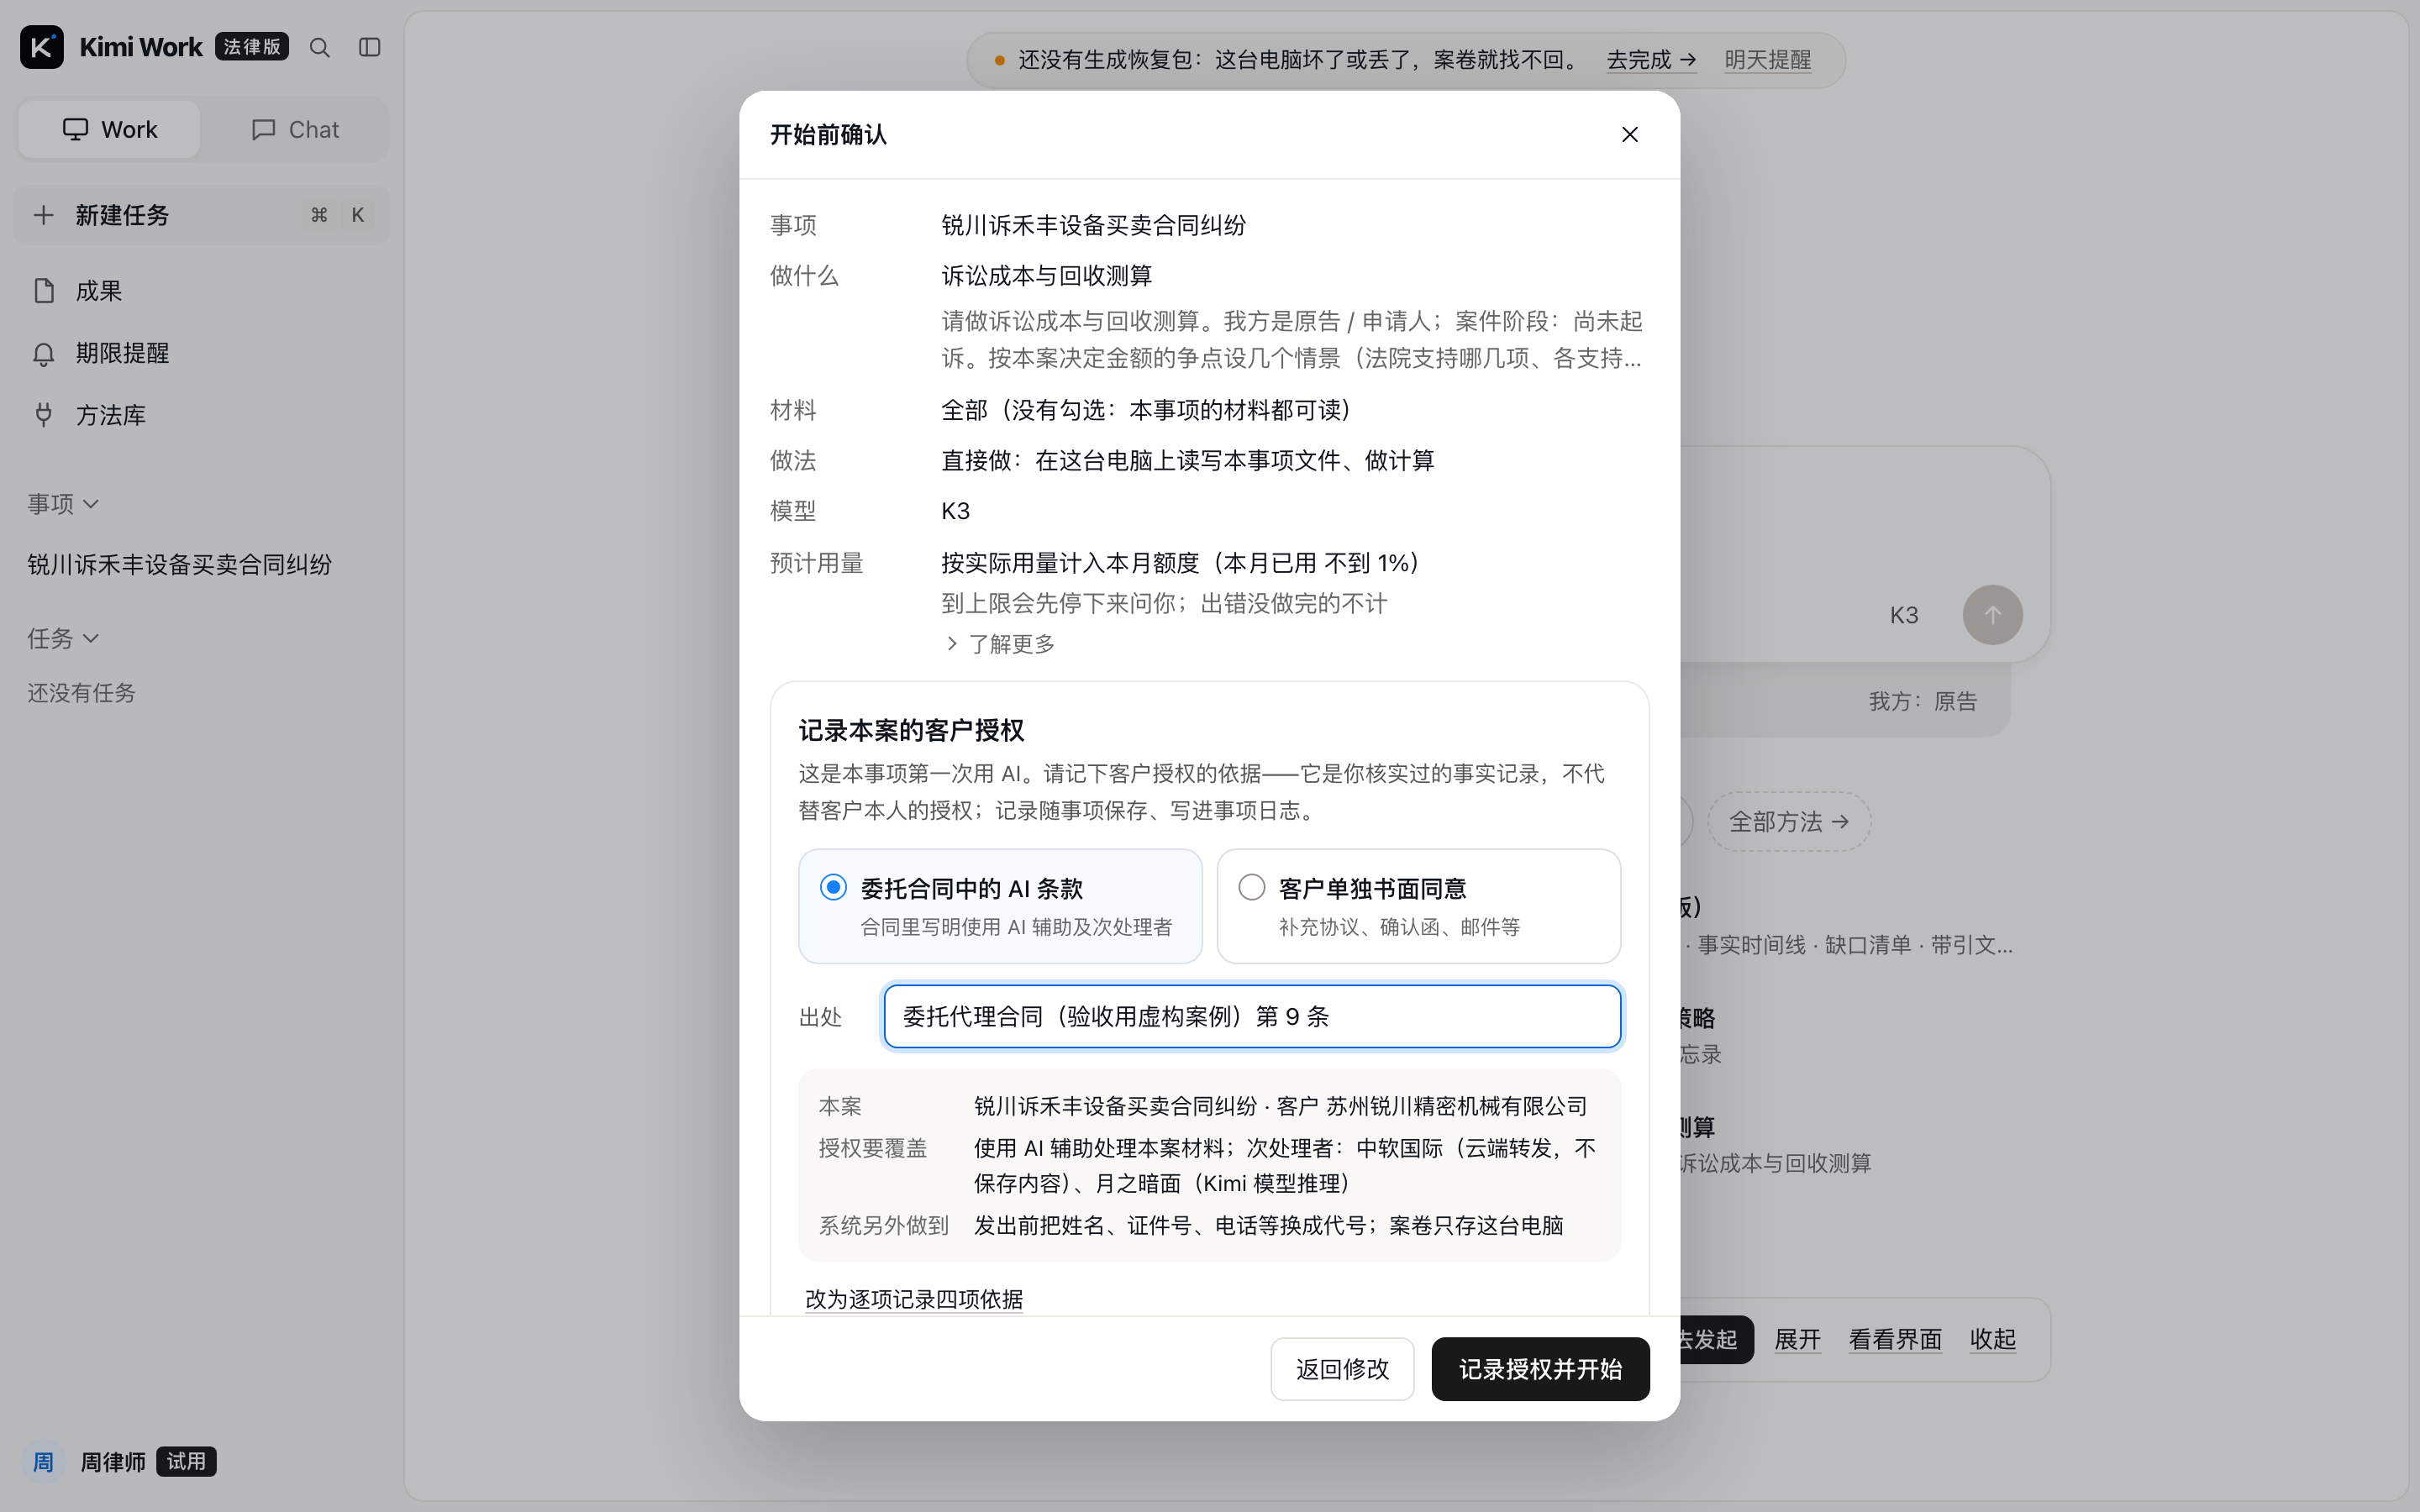 Kimi Work 法律版
Work
Chat
新建任务 ⌘ K
成果
期限提醒
方法库
事项
锐川诉禾丰设备买卖合同纠纷
任务
还没有任务
周 周律师 试用
还没有生成恢复包：这台电脑坏了或丢了，案卷就找不回。 去完成 → 明天提醒
开始前确认
事项 锐川诉禾丰设备买卖合同纠纷
做什么 诉讼成本与回收测算
请做诉讼成本与回收测算。我方是原告 / 申请人；案件阶段：尚未起
诉。按本案决定金额的争点设几个情景（法院支持哪几项、各支持…
材料 全部（没有勾选：本事项的材料都可读）
做法 直接做：在这台电脑上读写本事项文件、做计算
模型 K3
预计用量 按实际用量计入本月额度（本月已用 不到 1%）
到上限会先停下来问你；出错没做完的不计
了解更多
记录本案的客户授权
这是本事项第一次用 AI。请记下客户授权的依据——它是你核实过的事实记录，不代
替客户本人的授权；记录随事项保存、写进事项日志。
委托合同中的 AI 条款
合同里写明使用 AI 辅助及次处理者
客户单独书面同意
补充协议、确认函、邮件等
出处 委托代理合同（验收用虚构案例）第 9 条
本案 锐川诉禾丰设备买卖合同纠纷 · 客户 苏州锐川精密机械有限公司
授权要覆盖 使用 AI 辅助处理本案材料；次处理者：中软国际（云端转发，不
保存内容）、月之暗面（Kimi 模型推理）
系统另外做到 发出前把姓名、证件号、电话等换成代号；案卷只存这台电脑
改为逐项记录四项依据
返回修改
记录授权并开始
K3
我方：原告
全部方法 →
版）
· 事实时间线 · 缺口清单 · 带引文…
策略
忘录
测算
诉讼成本与回收测算
去发起 展开 看看界面 收起